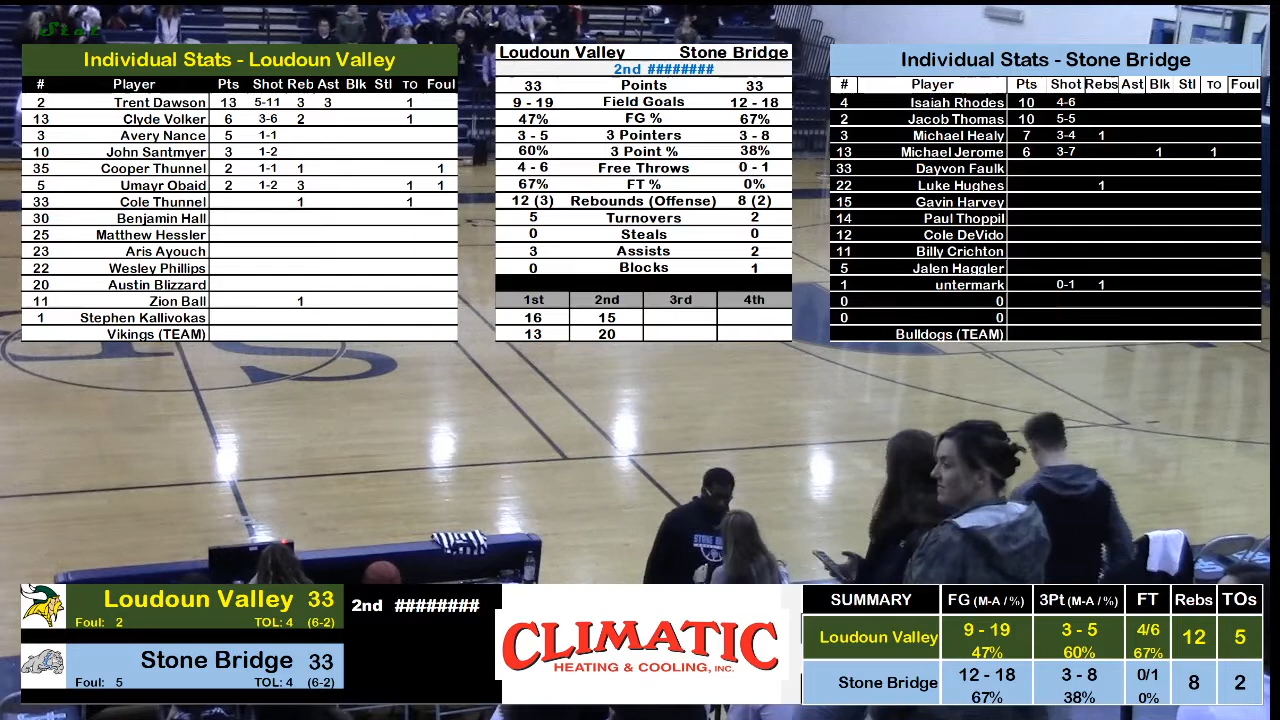 Stat
Individual Stats - Loudoun Valley
# Player Pts Shot Reb Ast Blk Stl TO Foul
2 Trent Dawson 13 5-11 3 3 1
13 Clyde Volker 6 3-6 2 1
3 Avery Nance 5 1-1
10 John Santmyer 3 1-2
35 Cooper Thunnel 2 1-1 1 1
5 Umayr Obaid 2 1-2 3 1 1
33 Cole Thunnel 1 1
30 Benjamin Hall
25 Matthew Hessler
23 Aris Ayouch
22 Wesley Phillips
20 Austin Blizzard
11 Zion Ball 1
1 Stephen Kallivokas
Vikings (TEAM)
Loudoun Valley Stone Bridge
2nd ########
33 Points 33
9 - 19 Field Goals 12 - 18
47% FG % 67%
3 - 5 3 Pointers 3 - 8
60% 3 Point % 38%
4 - 6 Free Throws 0 - 1
67% FT % 0%
12 (3) Rebounds (Offense) 8 (2)
5 Turnovers 2
0 Steals 0
3 Assists 2
0 Blocks 1
1st 2nd 3rd 4th
16 15
13 20
Individual Stats - Stone Bridge
# Player Pts Shot Rebs Ast Blk Stl TO Foul
4 Isaiah Rhodes 10 4-6
2 Jacob Thomas 10 5-5
3 Michael Healy 7 3-4 1
13 Michael Jerome 6 3-7 1 1
33 Dayvon Faulk
22 Luke Hughes 1
15 Gavin Harvey
14 Paul Thoppil
12 Cole DeVido
11 Billy Crichton
5 Jalen Haggler
1 untermark 0-1 1
0 0
0 0
Bulldogs (TEAM)
STONE BRIDGE
Loudoun Valley 33
Foul: 2 TOL: 4 (6-2)
2nd ########
Stone Bridge 33
Foul: 5 TOL: 4 (6-2)
CLIMATIC
HEATING & COOLING, INC.
SUMMARY FG (M-A / %) 3Pt (M-A / %) FT Rebs TOs
Loudoun Valley 9 - 19 47% 3 - 5 60% 4/6 67% 12 5
Stone Bridge 12 - 18 67% 3 - 8 38% 0/1 0% 8 2